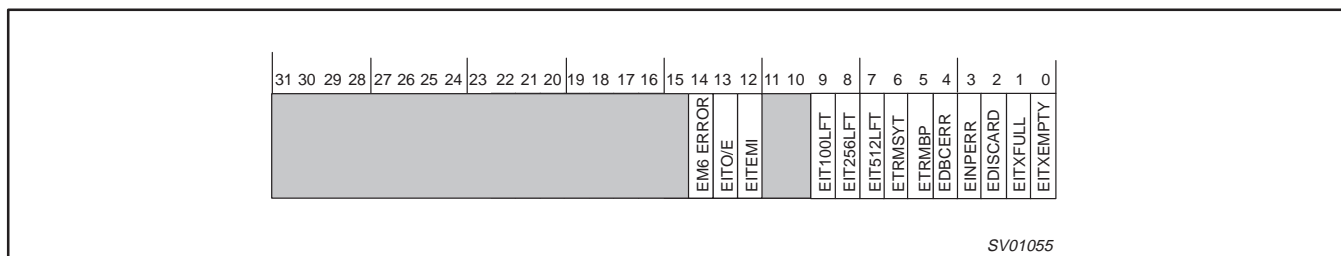 31 30 29 28 27 26 25 24 23 22 21 20 19 18 17 16 15 14 13 12 11 10 9 8 7 6 5 4 3 2 1 0
EM6 ERROR
EITO/E
EITEMI
EIT100LFT
EIT256LFT
EIT512LFT
ETRMSYT
ETRMBP
EDBCERR
EINPERR
EDISCARD
EITXFULL
EITXEMPTY
SV01055